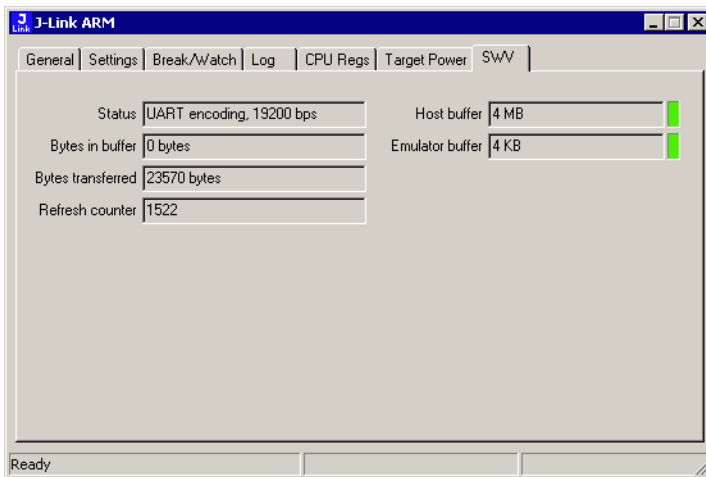 J Link J-Link ARM
General Settings Break/Watch Log CPU Regs Target Power SWV
Status UART encoding, 19200 bps Host buffer 4 MB
Bytes in buffer 0 bytes Emulator buffer 4 KB
Bytes transferred 23570 bytes
Refresh counter 1522
Ready